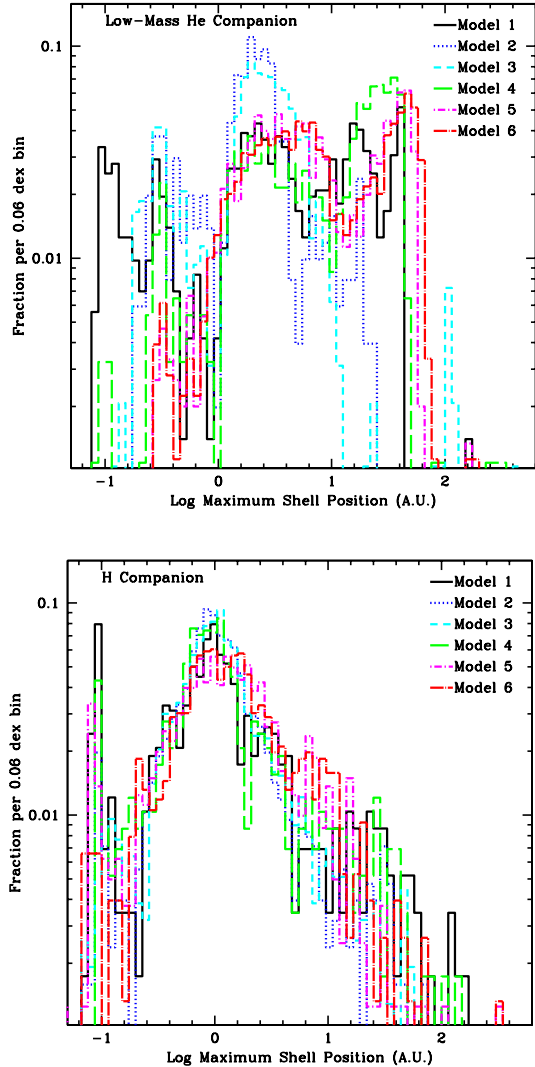 Low-Mass He Companion
Model 1
Model 2
Model 3
Model 4
Model 5
Model 6
0.1
0.01
Fraction per 0.06 dex bin
-1
0
1
2
Log Maximum Shell Position (A.U.)
H Companion
Model 1
Model 2
Model 3
Model 4
Model 5
Model 6
0.1
0.01
Fraction per 0.06 dex bin
-1
0
1
2
Log Maximum Shell Position (A.U.)